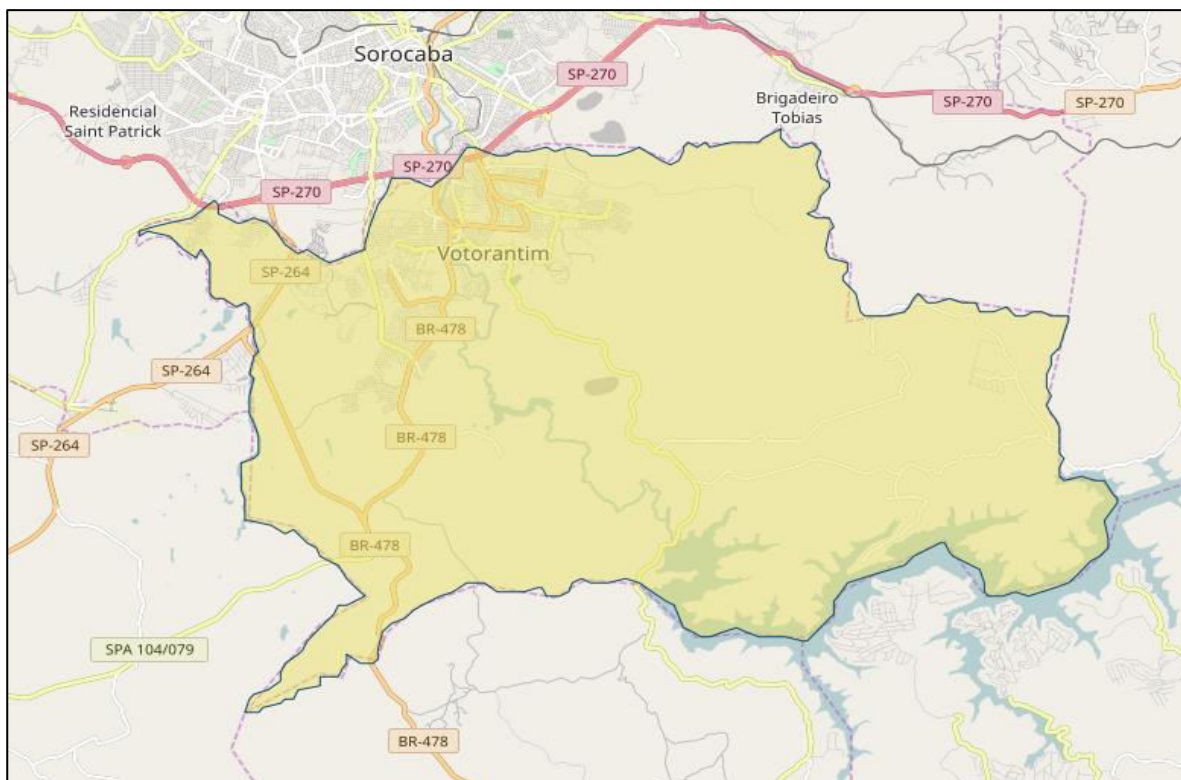 Sorocaba
SP-270
Residencial
Saint Patrick
Brigadeiro
Tobias
SP-270
SP-270
SP-270
SP-270
Votorantim
SP-264
BR-478
SP-264
BR-478
SP-264
BR-478
SPA 104/079
BR-478